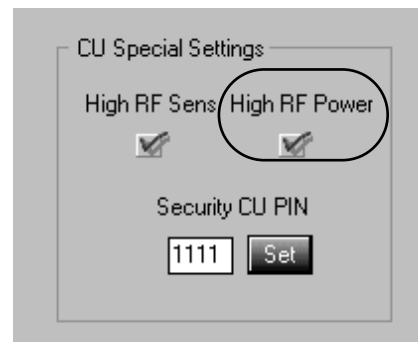 CU Special Settings
High RF Sens High RF Power
Security CU PIN
1111 Set